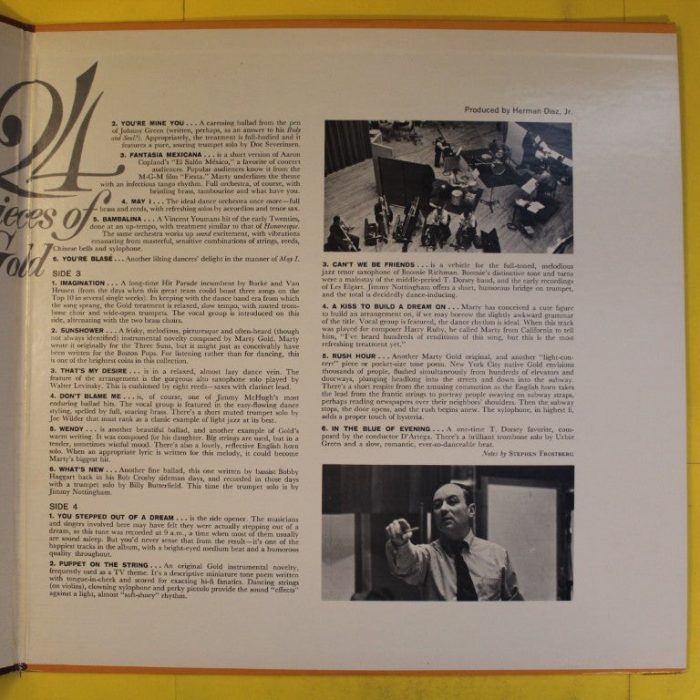 24
Pieces of
Gold
2. YOU'RE MINE YOU . . . A caressing ballad from the pen
of Johnny Green (written, perhaps, as an answer to his Body
and Soul?). Appropriately, the treatment is full-bodied and it
features a pure, soaring trumpet solo by Doc Severinsen.
3. FANTASIA MEXICANA . . . is a short version of Aaron
Copland's "El Salón México," a favorite of concert
audiences. Popular audiences know it from the
M-G-M film "Fiesta." Marty underlines the theme
with an infectious tango rhythm. Full orchestra, of course, with
bristling brass, tambourine and what have you.
4. MAY I . . . The ideal dance orchestra once more—full
brass and reeds, with refreshing solos by accordion and tenor sax.
5. BAMBALINA . . . A Vincent Youmans hit of the early Twenties,
done at an up-tempo, with treatment similar to that of Humoresque.
The same orchestra works up sound excitement, with vibrations
emanating from masterful, sensitive combinations of strings, reeds,
Chinese bells and xylophone.
6. YOU'RE BLASÉ . . . Another lilting dancers' delight in the manner of May I.
SIDE 3
1. IMAGINATION . . . A long-time Hit Parade incumbent by Burke and Van
Heusen (from the days when this great team could boast three songs on the
Top 10 in several single weeks). In keeping with the dance band era from which
the song sprang, the Gold treatment is relaxed, slow tempo, with muted trom-
bone choir and wide-open trumpets. The vocal group is introduced on this
side, alternating with the two brass choirs.
2. SUNSHOWER . . . A frisky, melodious, picturesque and often-heard (though
not always identified) instrumental novelty composed by Marty Gold. Marty
wrote it originally for the Three Suns, but it might just as conceivably have
been written for the Boston Pops. For listening rather than for dancing, this
is one of the brightest coins in this collection.
3. THAT'S MY DESIRE . . . is in a relaxed, almost lazy dance vein. The
feature of the arrangement is the gorgeous alto saxophone solo played by
Walter Levinsky. This is cushioned by eight reeds—saxes with clarinet lead.
4. DON'T BLAME ME . . . is, of course, one of Jimmy McHugh's most
enduring ballad hits. The vocal group is featured in the easy-flowing dance
styling, spelled by full, soaring brass. There's a short muted trumpet solo by
Joe Wilder that must rank as a classic example of light jazz at its best.
5. WENDY . . . is another beautiful ballad, and another example of Gold's
warm writing. It was composed for his daughter. Big strings are used, but in a
tender, sometimes wistful mood. There's also a lovely, reflective English horn
solo. When an appropriate lyric is written for this melody, it could become
Marty's biggest hit.
6. WHAT'S NEW . . . Another fine ballad, this one written by bassist Bobby
Haggart back in his Bob Crosby sideman days, and recorded in those days
with a trumpet solo by Billy Butterfield. This time the trumpet solo is by
Jimmy Nottingham.
SIDE 4
1. YOU STEPPED OUT OF A DREAM . . . is the side opener. The musicians
and singers involved here may have felt they were actually stepping out of a
dream, as this tune was recorded at 9 a.m., a time when most of them usually
are sound asleep. But you'd never sense that from the result—it's one of the
happiest tracks in the album, with a bright-eyed medium beat and a humorous
quality throughout.
2. PUPPET ON THE STRING . . . An original Gold instrumental novelty,
frequently used as a TV theme. It's a descriptive miniature tone poem written
with tongue-in-cheek and scored for exacting hi-fi fanatics. Dancing strings
(on violins), clowning xylophone and perky piccolo provide the sound "effects"
against a light, almost "soft-shoey" rhythm.
Produced by Herman Diaz, Jr.
3. CAN'T WE BE FRIENDS . . . is a vehicle for the full-toned, melodious
jazz tenor saxophone of Boomie Richman. Boomie's distinctive tone and turns
were a mainstay of the middle-period T. Dorsey band, and the early recordings
of Les Elgart. Jimmy Nottingham offers a short, humorous bridge on trumpet,
and the total is decidedly dance-inducing.
4. A KISS TO BUILD A DREAM ON . . . Marty has conceived a cute figure
to build an arrangement on, if we may borrow the slightly awkward grammar
of the title. Vocal group is featured, the dance rhythm is ideal. When this track
was played for composer Harry Ruby, he called Marty from California to tell
him, "I've heard hundreds of renditions of this song, but this is the most
refreshing treatment yet."
5. RUSH HOUR . . . Another Marty Gold original, and another "light-con-
cert" piece or pocket-size tone poem. New York City native Gold envisions
thousands of people, flushed simultaneously from hundreds of elevators and
doorways, plunging headlong into the streets and down into the subway.
There's a short respite from the amusing commotion as the English horn takes
the lead from the frantic strings to portray people swaying on subway straps,
perhaps reading newspapers over their neighbors' shoulders. Then the subway
stops, the door opens, and the rush begins anew. The xylophone, in highest fi,
adds a proper touch of hysteria.
6. IN THE BLUE OF EVENING . . . A one-time T. Dorsey favorite, com-
posed by the conductor D'Artega. There's a brilliant trombone solo by Urbie
Green and a slow, romantic, ever-so-danceable beat.
Notes by STEPHEN FROSTBERG